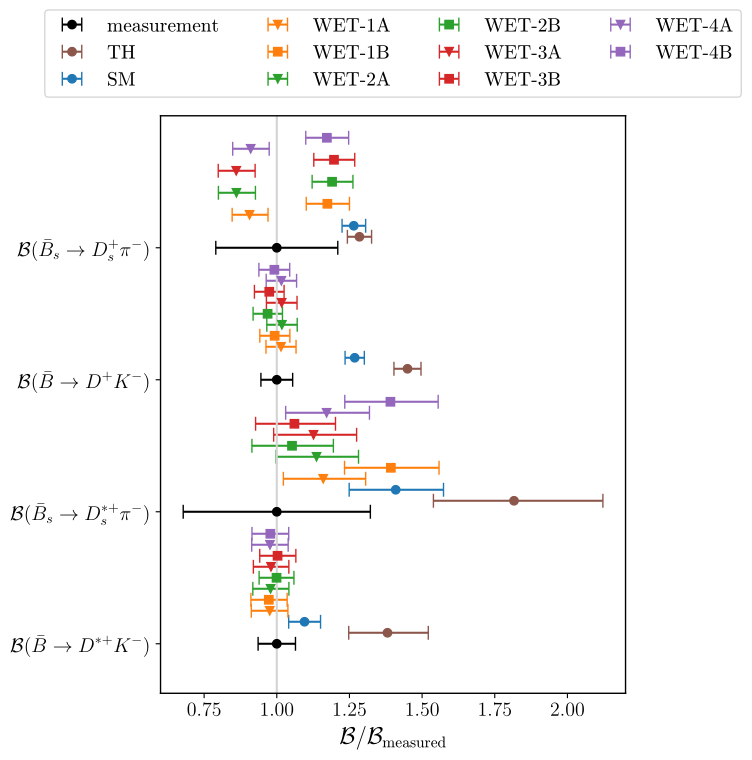 measurement WET-1A WET-2B WET-4A
TH WET-1B WET-3A WET-4B
SM WET-2A WET-3B
ℬ(B̄ₛ → Dₛ⁺π⁻)
ℬ(B̄ → D⁺K⁻)
ℬ(B̄ₛ → Dₛ*⁺π⁻)
ℬ(B̄ → D*⁺K⁻)
0.75 1.00 1.25 1.50 1.75 2.00
ℬ/ℬmeasured